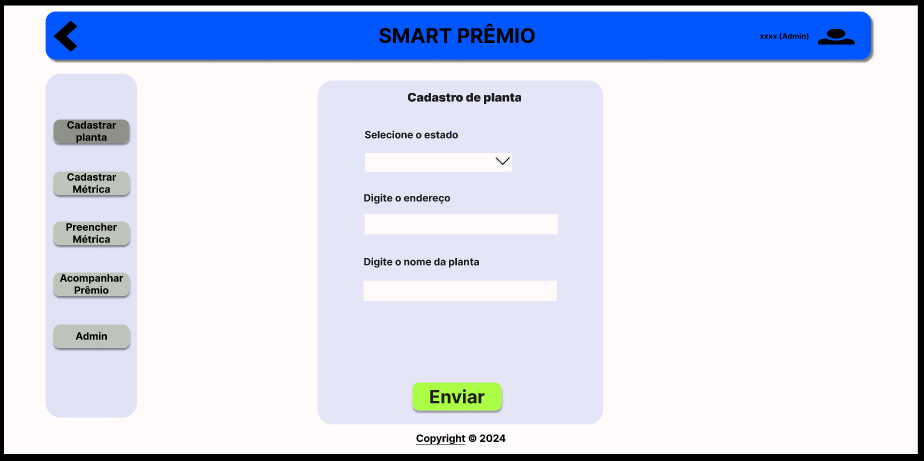 SMART PRÊMIO
xxxx (Admin)
Cadastrar
planta
Cadastrar
Métrica
Preencher
Métrica
Acompanhar
Prêmio
Admin
Cadastro de planta
Selecione o estado
Digite o endereço
Digite o nome da planta
Enviar
Copyright © 2024